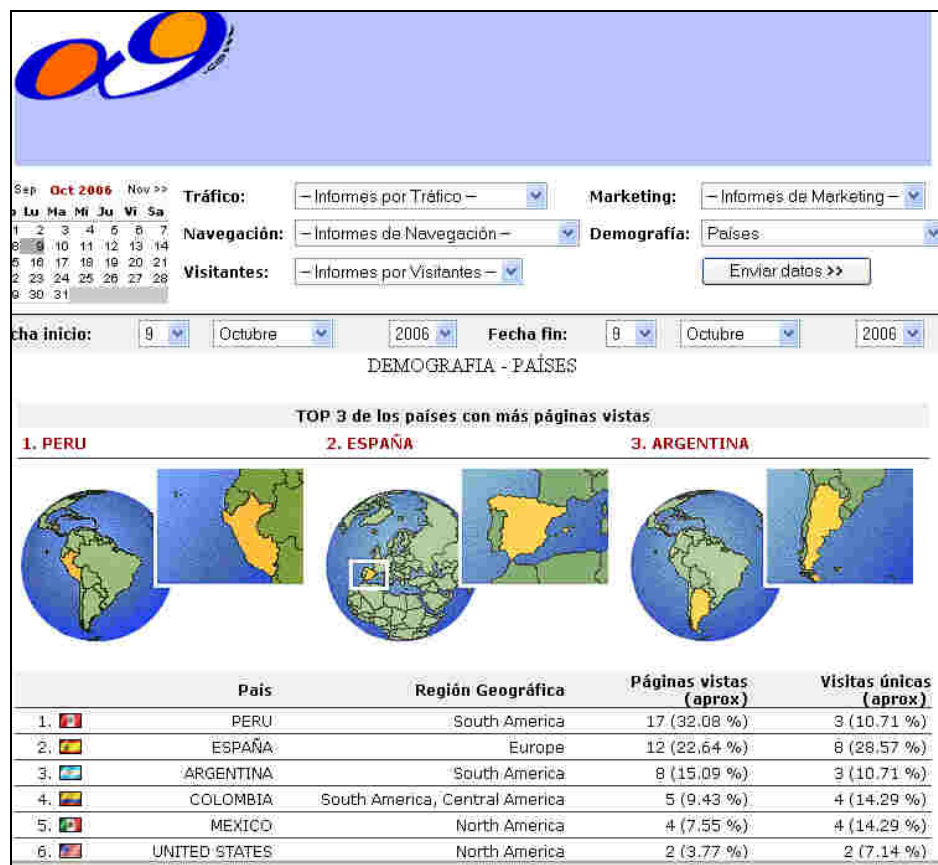 a9.com
Sep Oct 2006 Nov >>
Lu Ma Mi Ju Vi Sa
1 2 3 4 5 6 7
8 9 10 11 12 13 14
5 16 17 18 19 20 21
2 23 24 25 26 27 28
9 30 31
Tráfico: – Informes por Tráfico – Marketing: – Informes de Marketing –
Navegación: – Informes de Navegación – Demografía: Países
Visitantes: – Informes por Visitantes – Enviar datos >>
cha inicio: 9 Octubre 2006 Fecha fin: 9 Octubre 2006
DEMOGRAFIA - PAÍSES
TOP 3 de los países con más páginas vistas
1. PERU 2. ESPAÑA 3. ARGENTINA
País Región Geográfica Páginas vistas (aprox) Visitas únicas (aprox)
1. PERU South America 17 (32.08 %) 3 (10.71 %)
2. ESPAÑA Europe 12 (22.64 %) 8 (28.57 %)
3. ARGENTINA South America 8 (15.09 %) 3 (10.71 %)
4. COLOMBIA South America, Central America 5 (9.43 %) 4 (14.29 %)
5. MEXICO North America 4 (7.55 %) 4 (14.29 %)
6. UNITED STATES North America 2 (3.77 %) 2 (7.14 %)